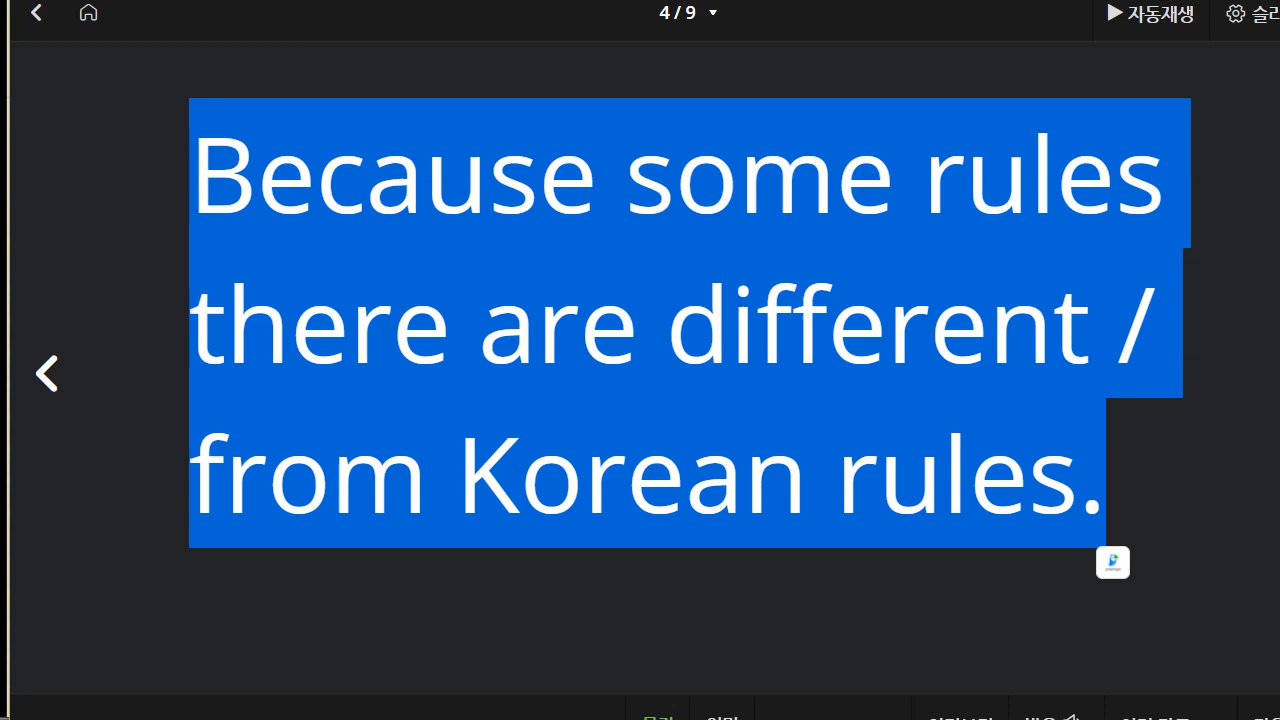 4 / 9
자동재생
Because some rules
there are different /
from Korean rules.